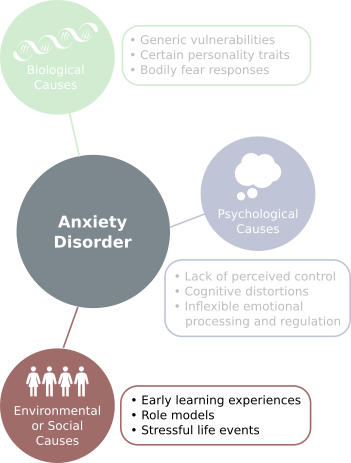 Biological
Causes
• Generic vulnerabilities
• Certain personality traits
• Bodily fear responses
Anxiety
Disorder
Psychological
Causes
• Lack of perceived control
• Cognitive distortions
• Inflexible emotional
processing and regulation
Environmental
or Social
Causes
• Early learning experiences
• Role models
• Stressful life events